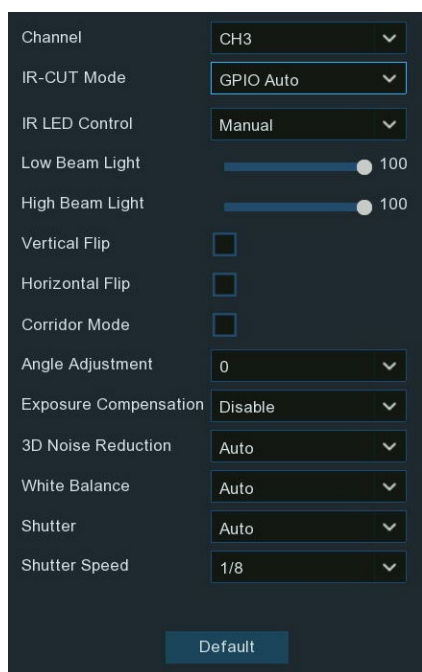 Channel CH3
IR-CUT Mode GPIO Auto
IR LED Control Manual
Low Beam Light 100
High Beam Light 100
Vertical Flip
Horizontal Flip
Corridor Mode
Angle Adjustment 0
Exposure Compensation Disable
3D Noise Reduction Auto
White Balance Auto
Shutter Auto
Shutter Speed 1/8
Default